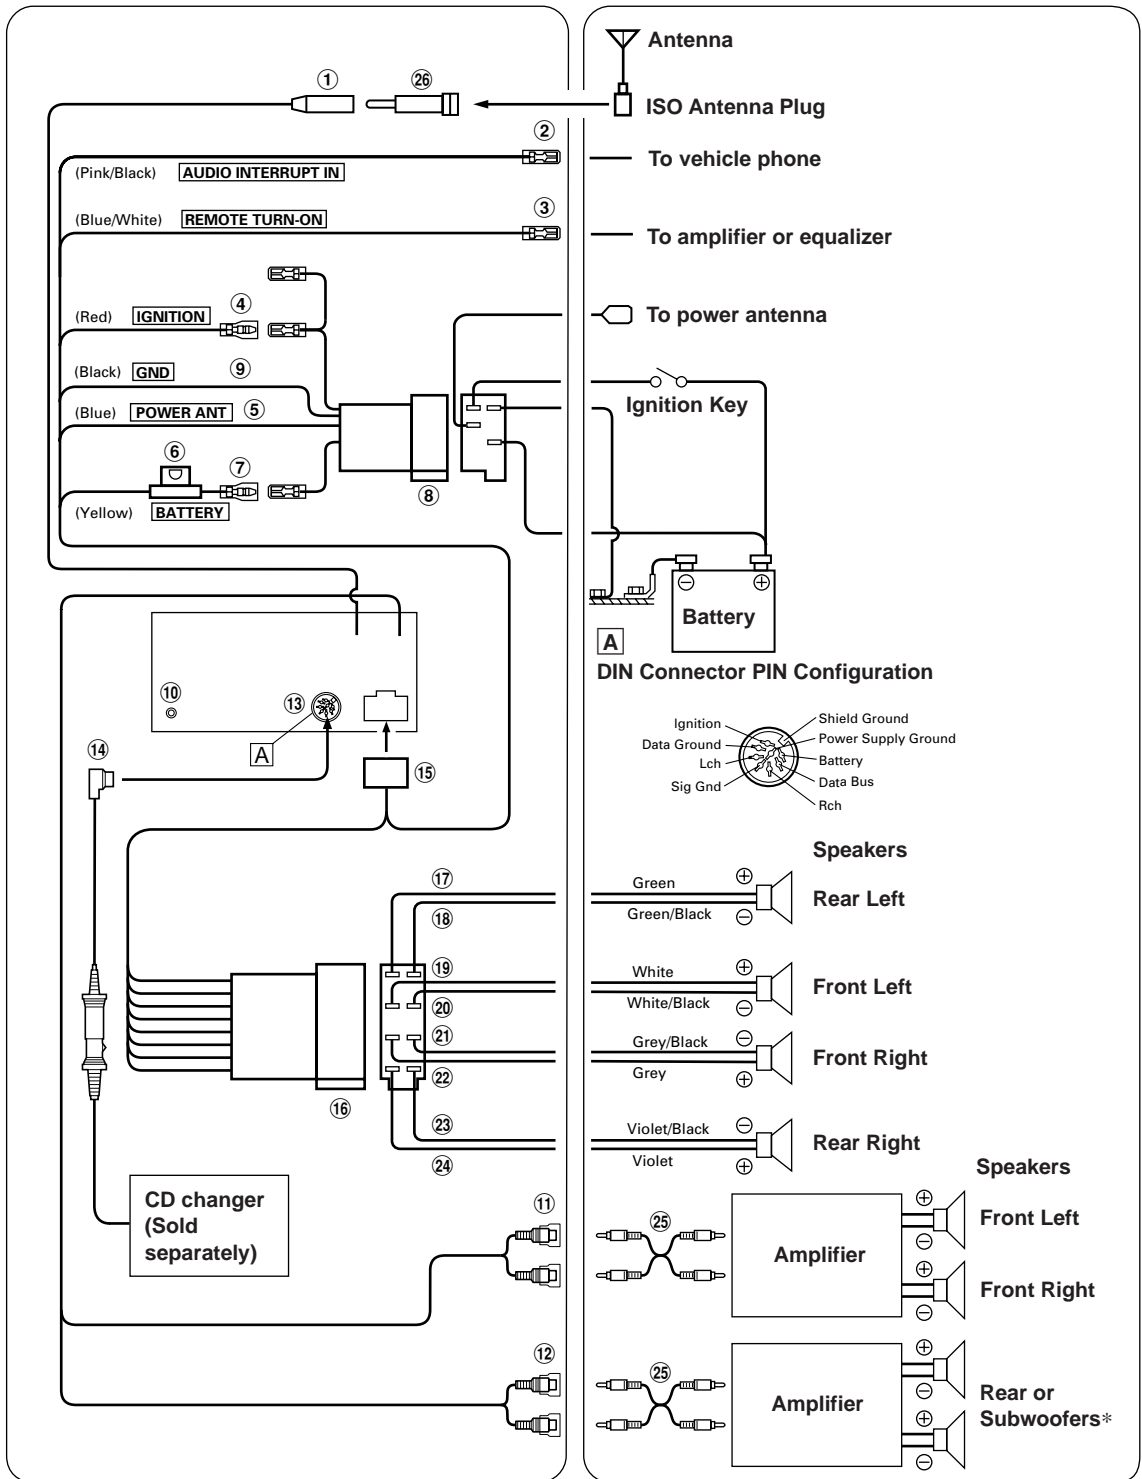 ① ㉖ Antenna
ISO Antenna Plug
② (Pink/Black) AUDIO INTERRUPT IN To vehicle phone
③ (Blue/White) REMOTE TURN-ON To amplifier or equalizer
④ (Red) IGNITION To power antenna
(Black) GND ⑨ Ignition Key
(Blue) POWER ANT ⑤
⑥ ⑦ ⑧
(Yellow) BATTERY
⊖ ⊕
Battery
A
DIN Connector PIN Configuration
⑩ ⑬ A
⑭ ⑮
Ignition Shield Ground
Data Ground Power Supply Ground
Lch Battery
Sig Gnd Data Bus
Rch
Speakers
⑰ Green ⊕ Rear Left
⑱ Green/Black ⊖
⑲ White ⊕ Front Left
⑳ White/Black ⊖
㉑ Grey/Black ⊖ Front Right
㉒ Grey ⊕
⑯
㉓ Violet/Black ⊖ Rear Right
㉔ Violet ⊕
Speakers
CD changer
(Sold
separately)
⑪ ㉕ Amplifier ⊕ Front Left
⊖
⊕ Front Right
⊖
⑫ ㉕ Amplifier ⊕
⊖
⊕ Rear or
Subwoofers*
⊖